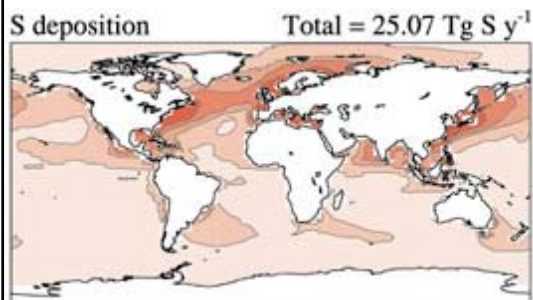 S deposition Total = 25.07 Tg S y⁻¹